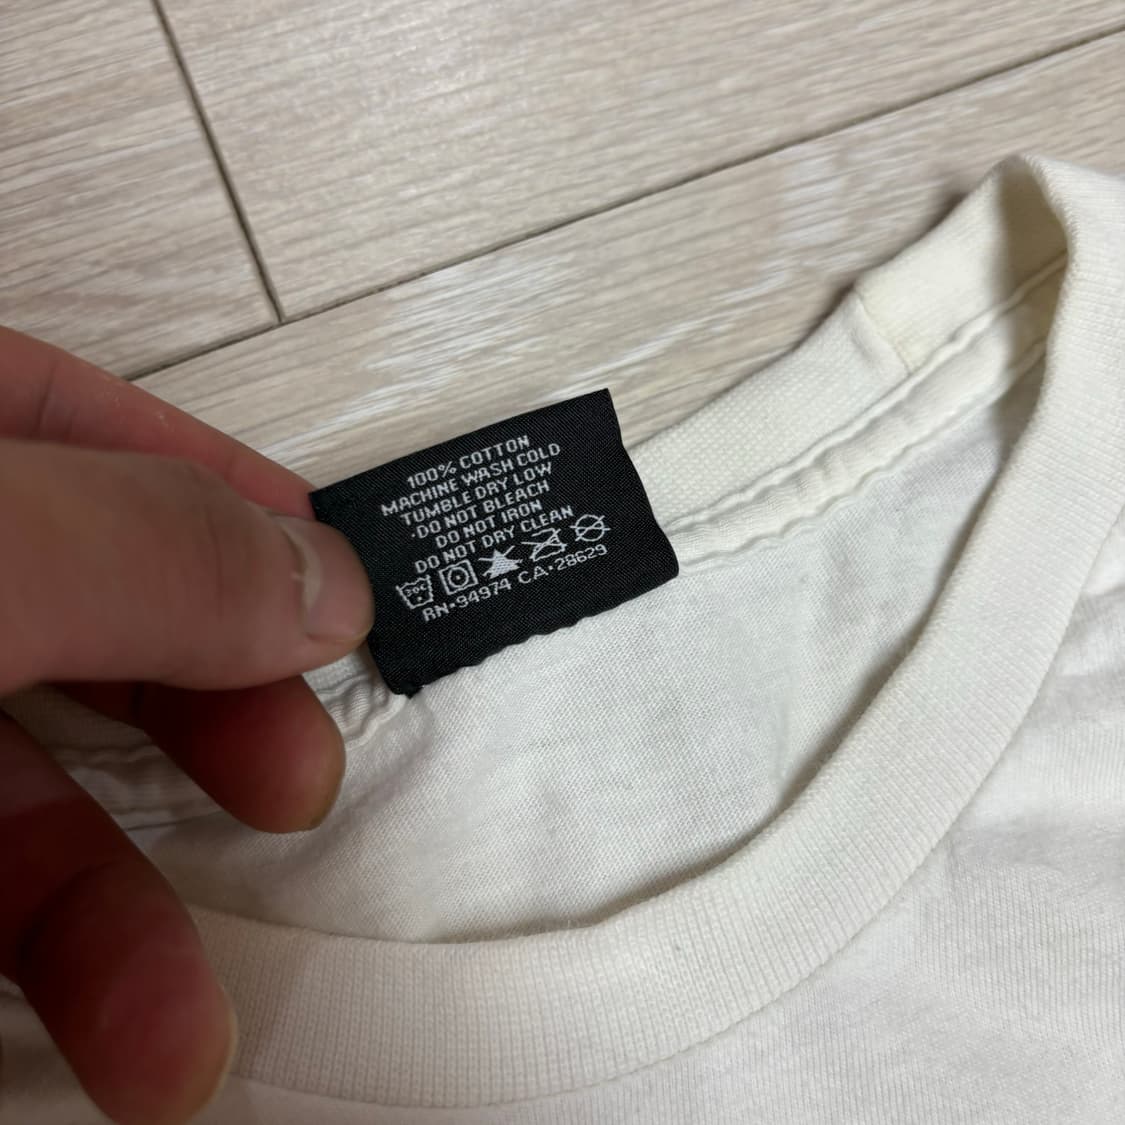 100% COTTON
MACHINE WASH COLD
TUMBLE DRY LOW
·DO NOT BLEACH
DO NOT IRON
DO NOT DRY CLEAN
30C
RN·94974 CA·28629